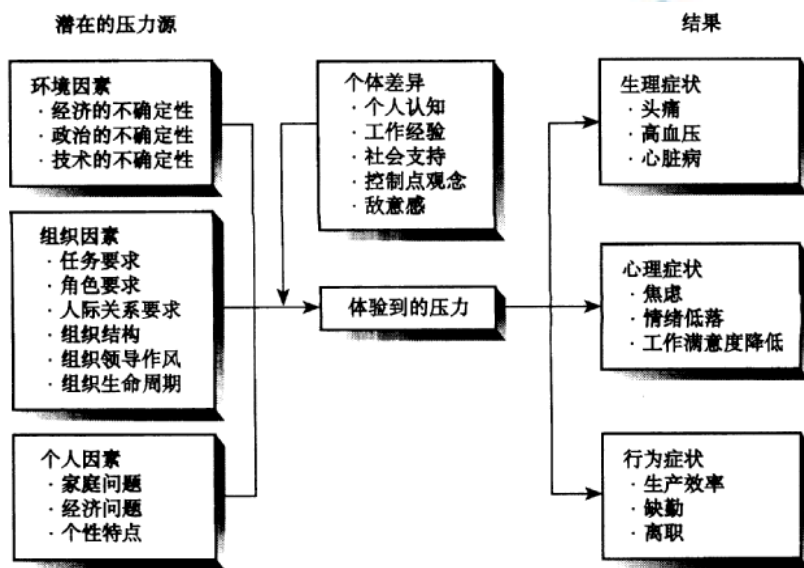 潜在的压力源
环境因素
· 经济的不确定性
· 政治的不确定性
· 技术的不确定性
组织因素
· 任务要求
· 角色要求
· 人际关系要求
· 组织结构
· 组织领导作风
· 组织生命周期
个人因素
· 家庭问题
· 经济问题
· 个性特点
个体差异
· 个人认知
· 工作经验
· 社会支持
· 控制点观念
· 敌意感
体验到的压力
结果
生理症状
· 头痛
· 高血压
· 心脏病
心理症状
· 焦虑
· 情绪低落
· 工作满意度降低
行为症状
· 生产效率
· 缺勤
· 离职